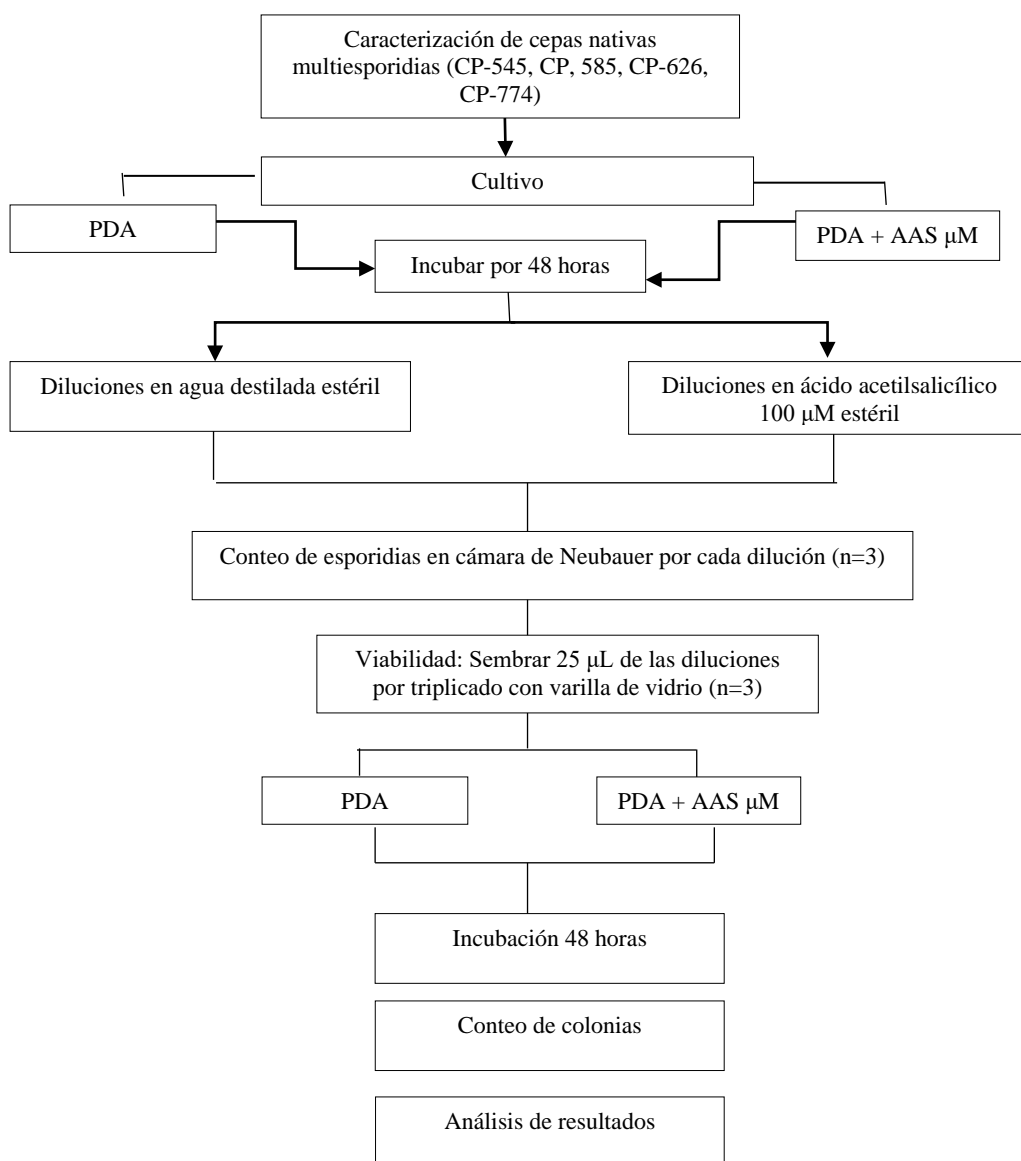 Caracterización de cepas nativas
multiesporidias (CP-545, CP, 585, CP-626,
CP-774)
Cultivo
PDA
PDA + AAS μM
Incubar por 48 horas
Diluciones en agua destilada estéril
Diluciones en ácido acetilsalicílico
100 μM estéril
Conteo de esporidias en cámara de Neubauer por cada dilución (n=3)
Viabilidad: Sembrar 25 μL de las diluciones
por triplicado con varilla de vidrio (n=3)
PDA
PDA + AAS μM
Incubación 48 horas
Conteo de colonias
Análisis de resultados